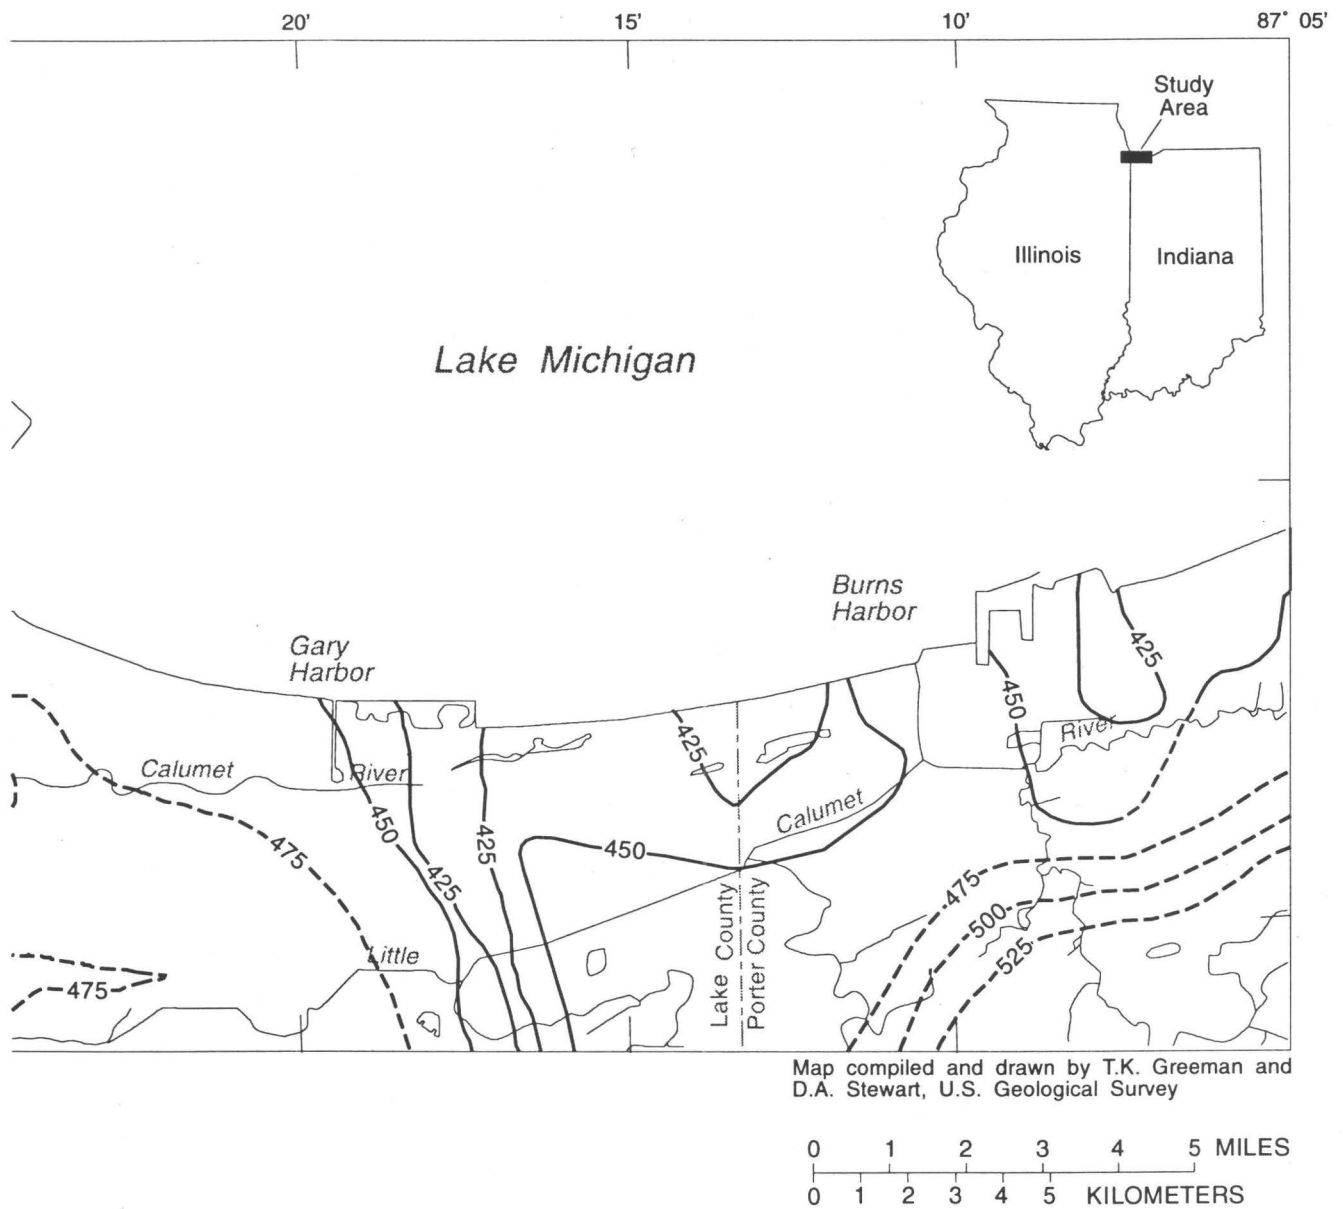 20' 15' 10' 87° 05'
Study
Area
Illinois Indiana
Lake Michigan
Burns
Harbor
Gary
Harbor
425
450
River
425
Calumet River
Calumet
450
475
425
450
425
475
500
525
Little
475
Lake County
Porter County
Map compiled and drawn by T.K. Greeman and
D.A. Stewart, U.S. Geological Survey
0 1 2 3 4 5 MILES
0 1 2 3 4 5 KILOMETERS